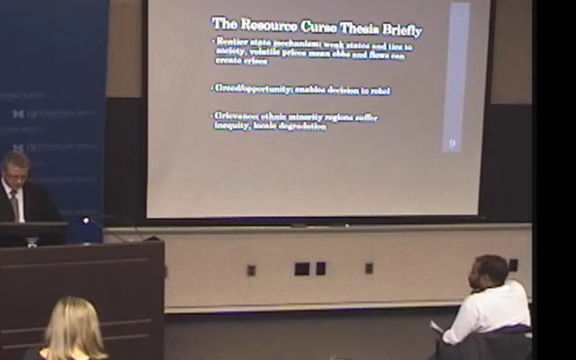 The Resource Curse Thesis Briefly
• Rentier state mechanism: weak states and ties to
society, volatile prices mean ebbs and flows can
create crises
• Greed/opportunity: enables decision to rebel
• Grievance: ethnic minority regions suffer
inequity, locale degradation
9